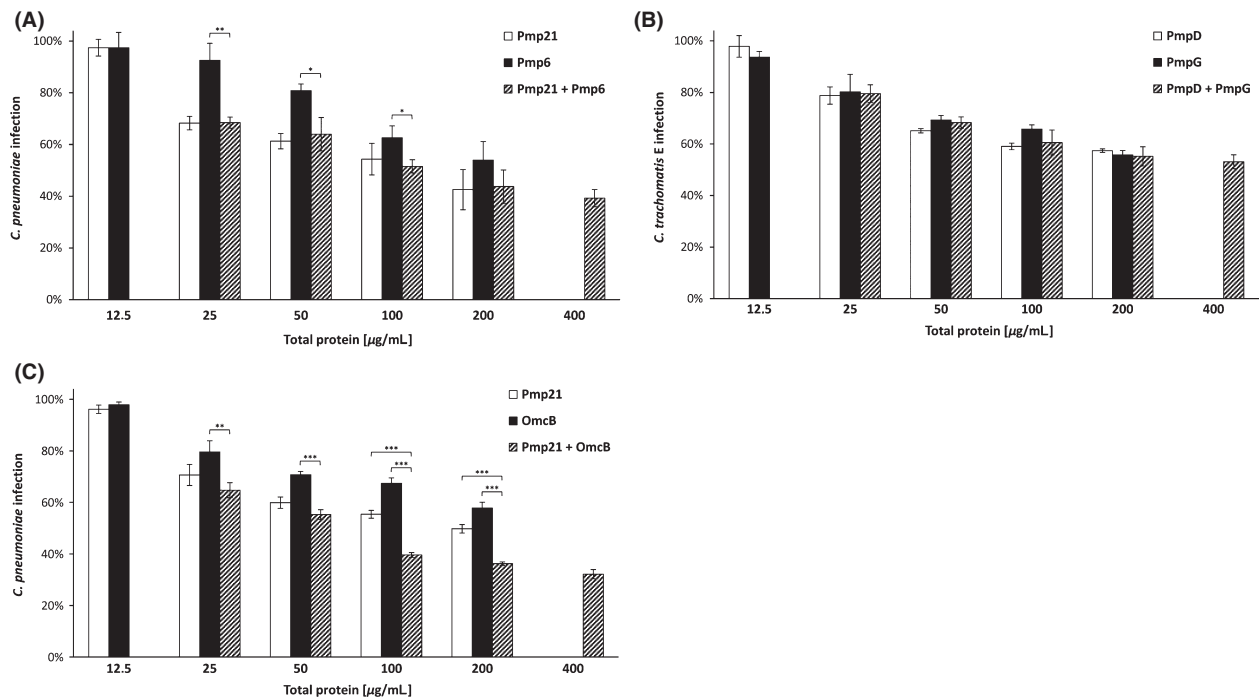 (A)
100%
80%
60%
40%
20%
0%
C. pneumoniae infection
**
*
*
Pmp21
Pmp6
Pmp21 + Pmp6
12.5 25 50 100 200 400
Total protein [µg/mL]
(B)
100%
80%
60%
40%
20%
0%
C. trachomatis E infection
PmpD
PmpG
PmpD + PmpG
12.5 25 50 100 200 400
Total protein [µg/mL]
(C)
100%
80%
60%
40%
20%
0%
C. pneumoniae infection
**
***
***
***
***
***
Pmp21
OmcB
Pmp21 + OmcB
12.5 25 50 100 200 400
Total protein [µg/mL]